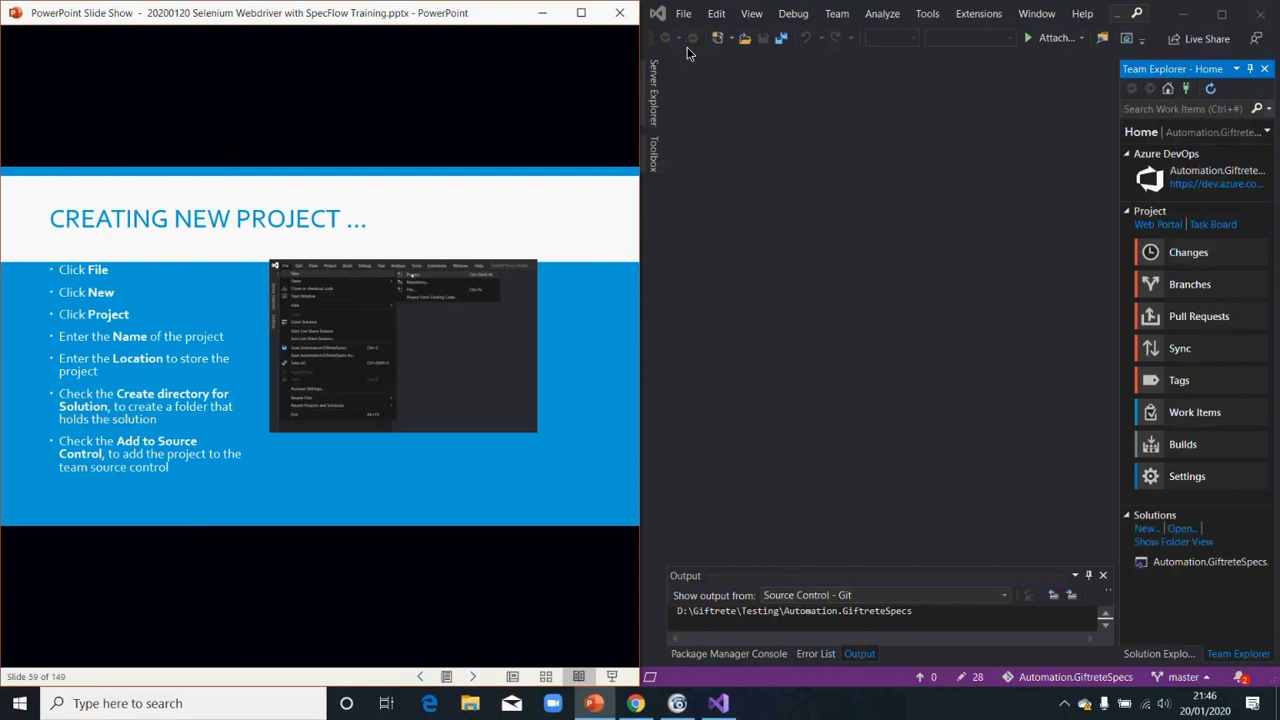 PowerPoint Slide Show - 20200120 Selenium Webdriver with SpecFlow Training.pptx - PowerPoint
CREATING NEW PROJECT ...
Click File
Click New
Click Project
Enter the Name of the project
Enter the Location to store the
project
Check the Create directory for
Solution, to create a folder that
holds the solution
Check the Add to Source
Control, to add the project to the
team source control
Slide 59 of 149
File Edit View Debug Team Analyze Tools Extensions Window Help
Attach...
Live Share
Server Explorer
Toolbox
Team Explorer - Home
Search Work Items (Ctrl+#)
Home Automation.Giftrete...
Azure DevOps
Automation.Giftrete...
https://dev.azure.co...
Project
Web Portal Task Board
Changes
Branches
Pull Requests
Sync
Tags
Work Items
Builds
Settings
Solutions
New... Open...
Show Folder View
Automation.GiftreteSpecs.
Output
Show output from: Source Control - Git
D:\Giftrete\Testing\Automation.GiftreteSpecs
Package Manager Console Error List Output
Solution Explo... Team Explorer
0 28 Automation.GiftreteSpecs master 2
Type here to search
21:46
20/01/2020